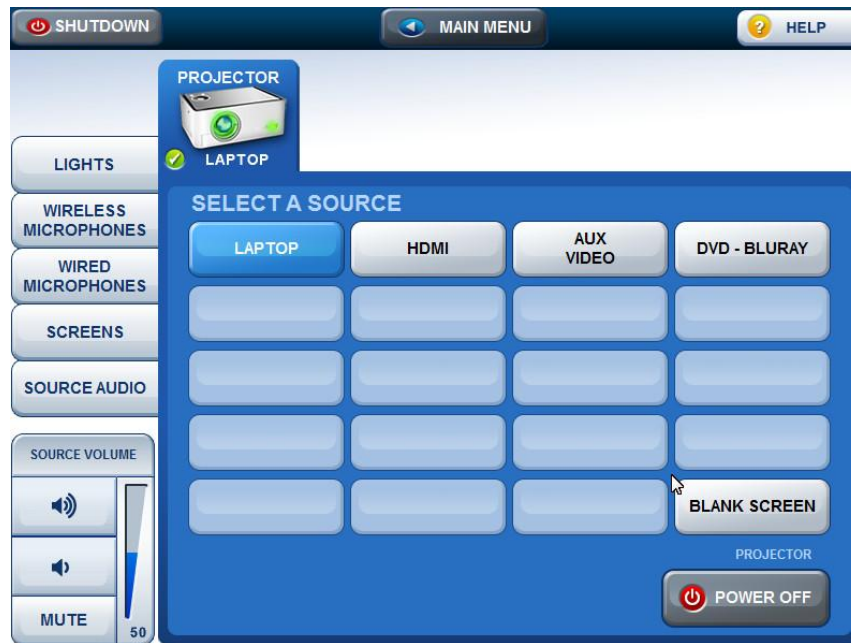 SHUTDOWN
MAIN MENU
HELP
PROJECTOR
LAPTOP
LIGHTS
WIRELESS
MICROPHONES
WIRED
MICROPHONES
SCREENS
SOURCE AUDIO
SELECT A SOURCE
LAPTOP
HDMI
AUX
VIDEO
DVD - BLURAY
BLANK SCREEN
PROJECTOR
POWER OFF
SOURCE VOLUME
MUTE
50